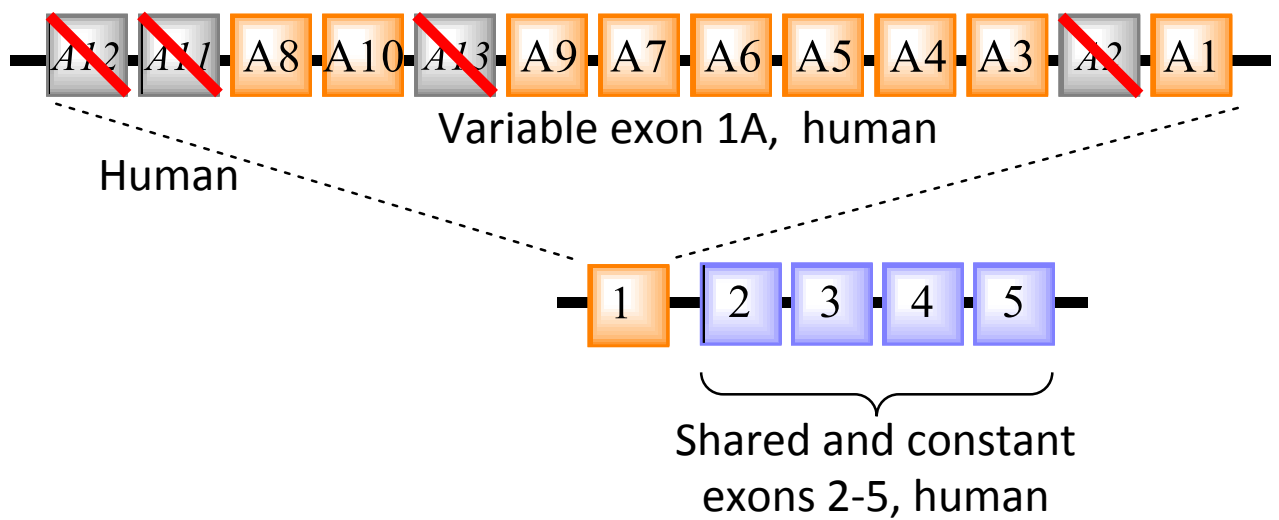 A12 A11 A8 A10 A13 A9 A7 A6 A5 A4 A3 A2 A1
Variable exon 1A, human
Human
1 2 3 4 5
Shared and constant
exons 2-5, human